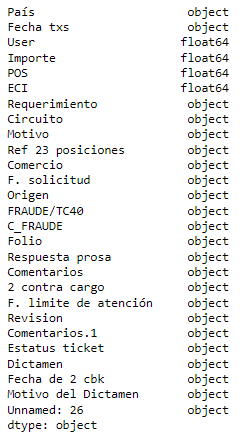 País object
Fecha txs object
User float64
Importe float64
POS float64
ECI float64
Requerimiento object
Circuito object
Motivo object
Ref 23 posiciones object
Comercio object
F. solicitud object
Origen object
FRAUDE/TC40 object
C_FRAUDE object
Folio object
Respuesta prosa object
Comentarios object
2 contra cargo object
F. limite de atención object
Revision object
Comentarios.1 object
Estatus ticket object
Dictamen object
Fecha de 2 cbk object
Motivo del Dictamen object
Unnamed: 26 object
dtype: object